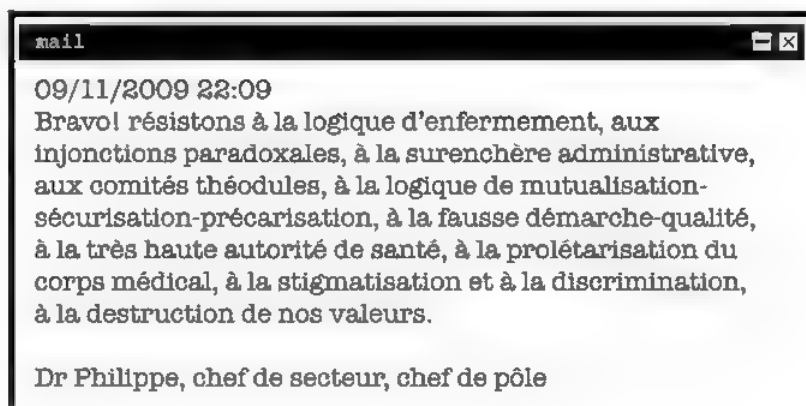 mail
09/11/2009 22:09
Bravo! résistons à la logique d'enfermement, aux
injonctions paradoxales, à la surenchère administrative,
aux comités théodules, à la logique de mutualisation-
sécurisation-précarisation, à la fausse démarche-qualité,
à la très haute autorité de santé, à la prolétarisation du
corps médical, à la stigmatisation et à la discrimination,
à la destruction de nos valeurs.
Dr Philippe, chef de secteur, chef de pôle